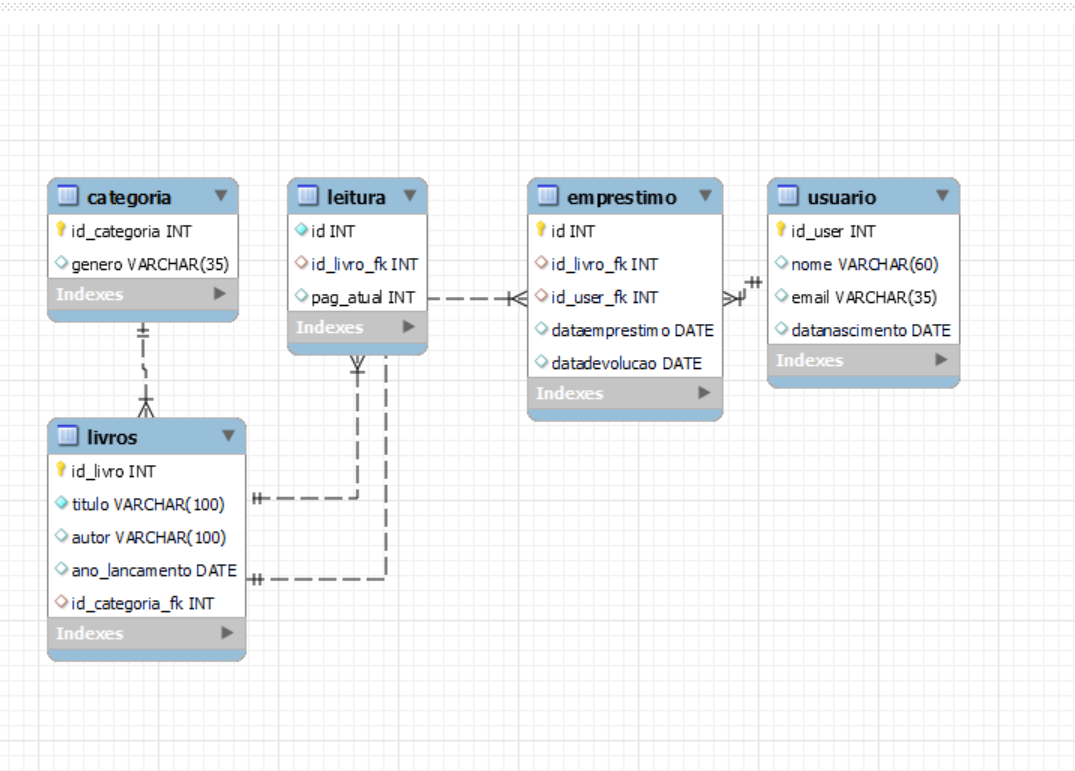 categoria
id_categoria INT
genero VARCHAR(35)
Indexes
leitura
id INT
id_livro_fk INT
pag_atual INT
Indexes
emprestimo
id INT
id_livro_fk INT
id_user_fk INT
dataemprestimo DATE
datadevolucao DATE
Indexes
usuario
id_user INT
nome VARCHAR(60)
email VARCHAR(35)
datanascimento DATE
Indexes
livros
id_livro INT
titulo VARCHAR(100)
autor VARCHAR(100)
ano_lancamento DATE
id_categoria_fk INT
Indexes